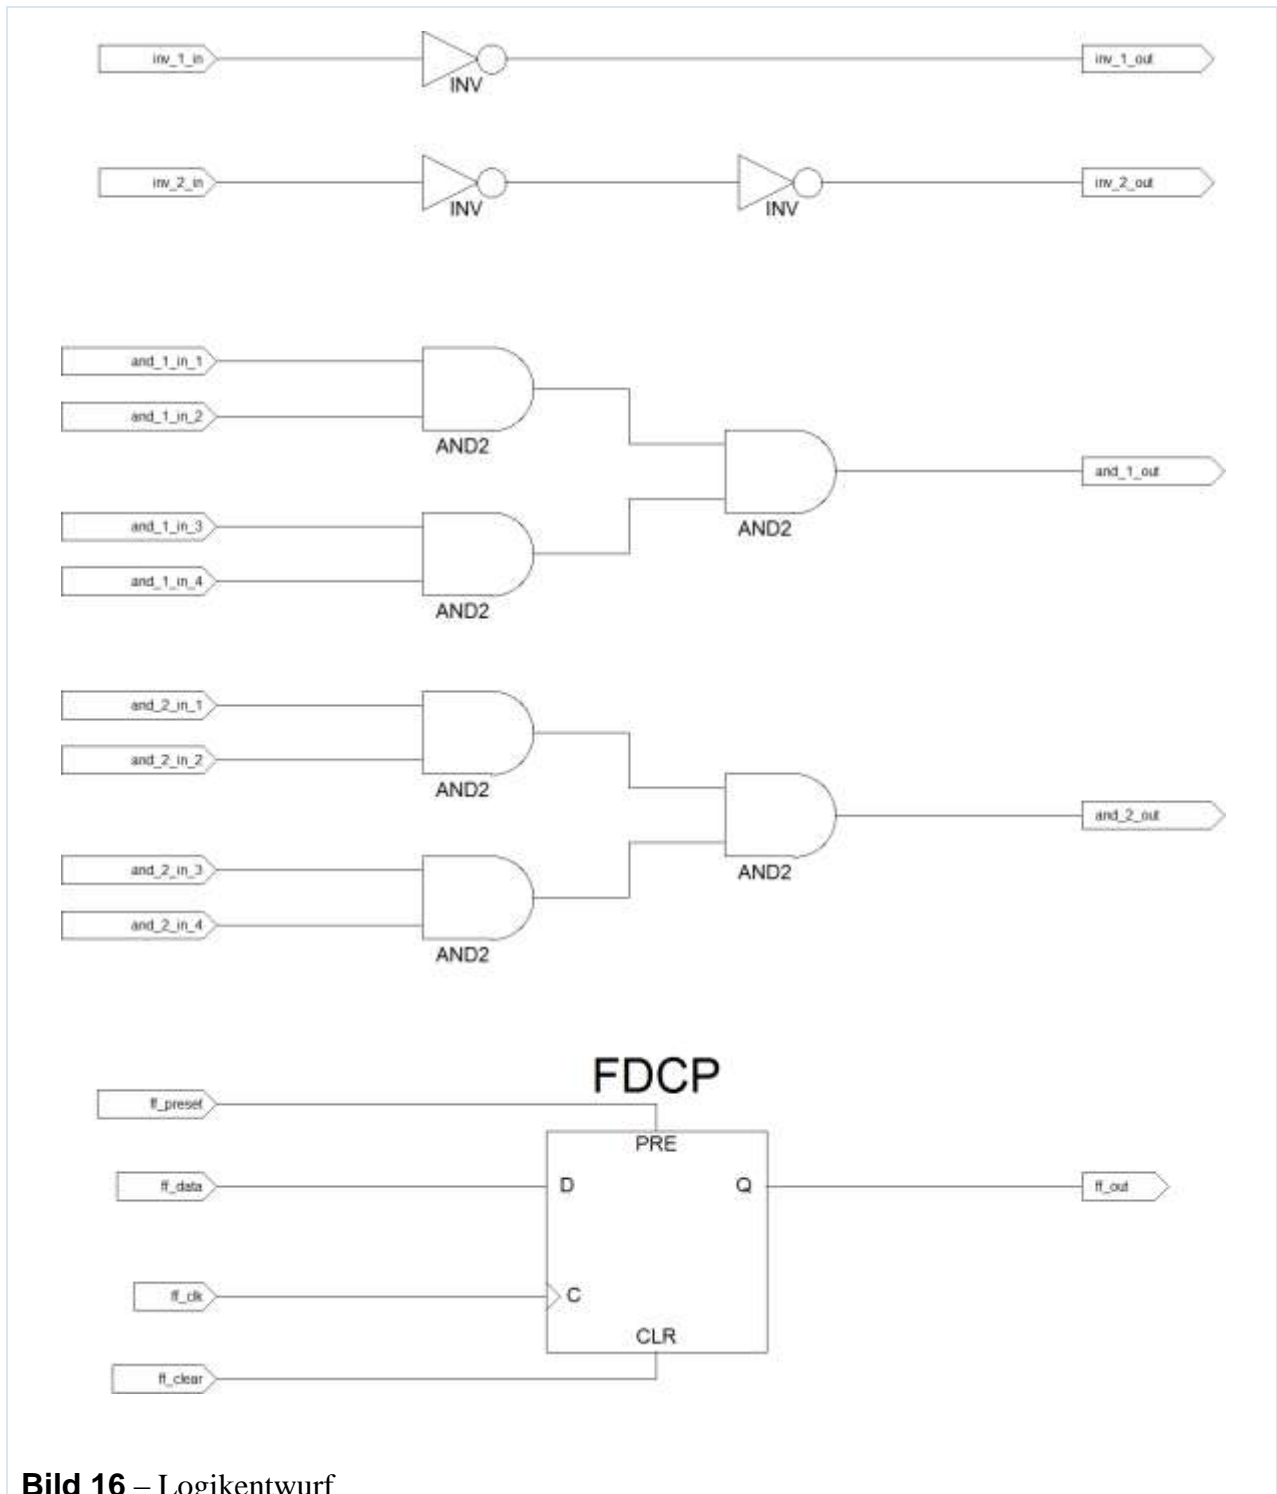 inv_1_in
INV
inv_1_out
inv_2_in
INV
INV
inv_2_out
and_1_in_1
and_1_in_2
AND2
and_1_in_3
and_1_in_4
AND2
AND2
and_1_out
and_2_in_1
and_2_in_2
AND2
and_2_in_3
and_2_in_4
AND2
AND2
and_2_out
FDCP
ff_preset
PRE
ff_data
D
Q
ff_out
ff_clk
C
CLR
ff_clear
Bild 16 – Logikentwurf